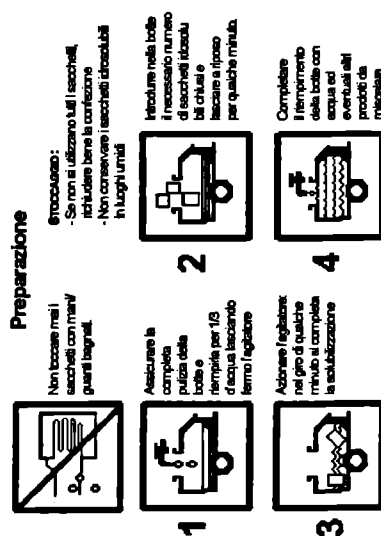 Preparazione
Non toccare mai i
sacchetti con mani/
guanti bagnati.
STOCCAGGIO:
- Se non si utilizzano tutti i sacchetti,
richiudere bene la confezione
- Non conservare i sacchetti idrosolubili
in luoghi umidi
1
Assicurare la
completa
pulizia della
botte e
riempirla per 1/3
d'acqua lasciando
fermo l'agitatore
2
Introdurre nella botte
il necessario numero
di sacchetti idrosolu
bili chiusi e
lasciare a riposo
per qualche minuto.
3
Azionare l'agitatore:
nel giro di qualche
minuto si completa
la solubilizzazione
4
Completare
il riempimento
della botte con
acqua ed
eventuali altri
prodotti da
miscelare